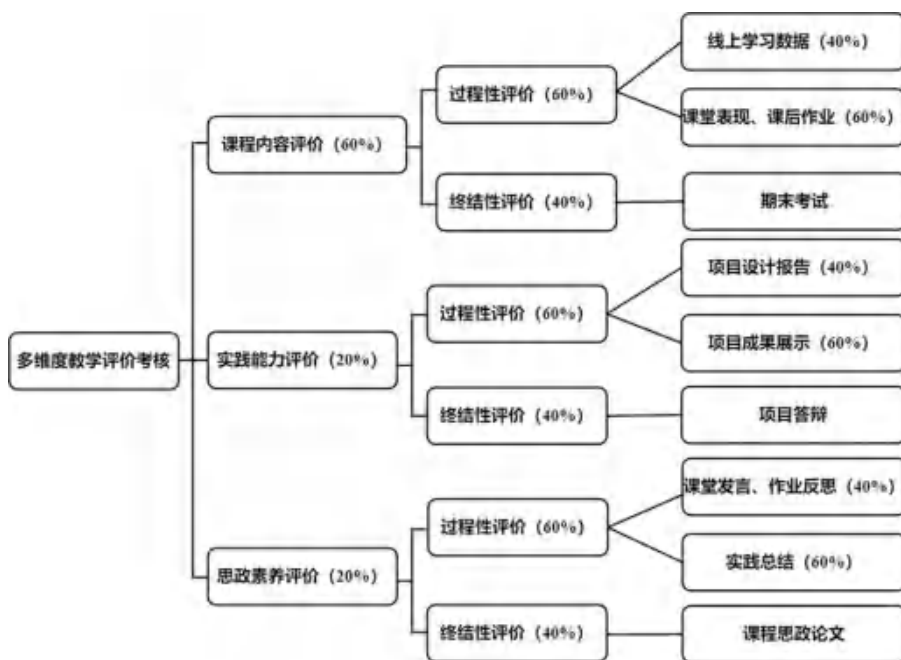 多维度教学评价考核
课程内容评价（60%）
过程性评价（60%）
线上学习数据（40%）
课堂表现、课后作业（60%）
终结性评价（40%）
期末考试
实践能力评价（20%）
过程性评价（60%）
项目设计报告（40%）
项目成果展示（60%）
终结性评价（40%）
项目答辩
思政素养评价（20%）
过程性评价（60%）
课堂发言、作业反思（40%）
实践总结（60%）
终结性评价（40%）
课程思政论文